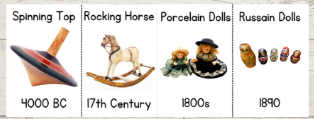 Spinning Top
4000 BC
Rocking Horse
17th Century
Porcelain Dolls
1800s
Russain Dolls
1890